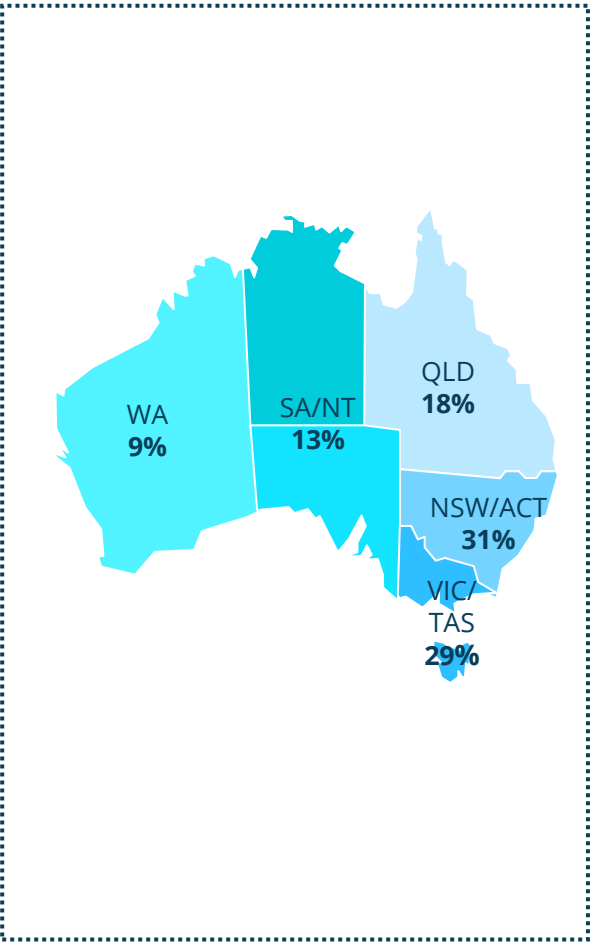 QLD
18%
WA
9%
SA/NT
13%
NSW/ACT
31%
VIC/
TAS
29%